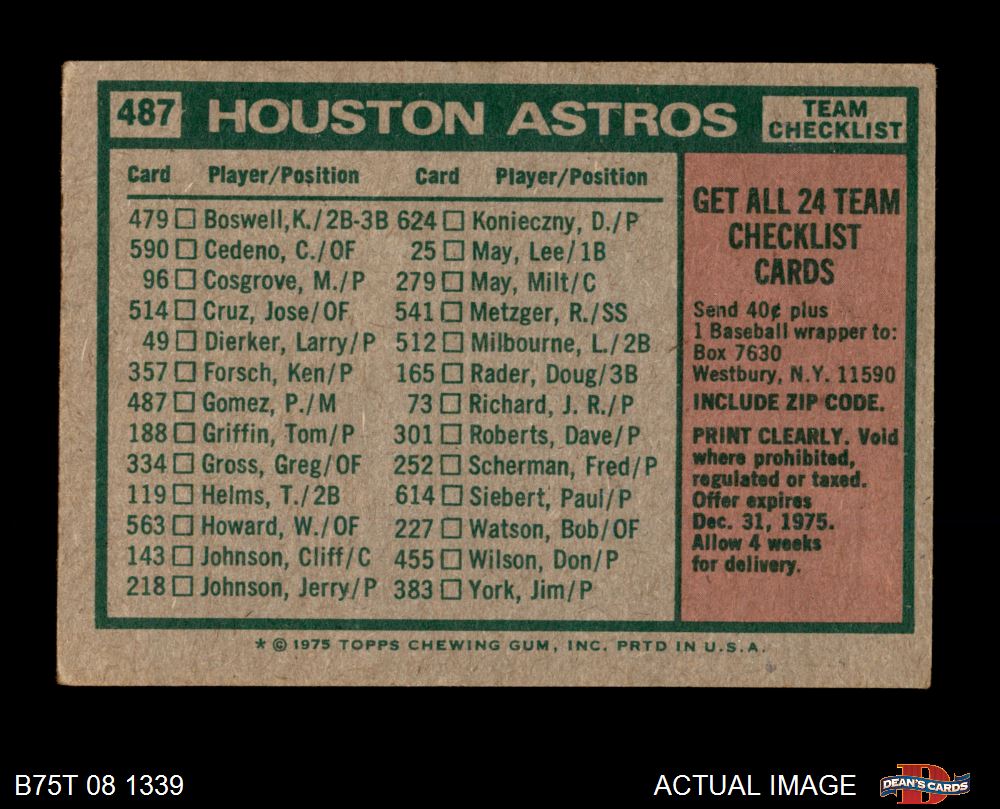 487 HOUSTON ASTROS TEAM CHECKLIST
Card Player/Position Card Player/Position
479 Boswell,K./2B-3B 624 Konieczny, D./P
590 Cedeno, C./OF 25 May, Lee/1B
96 Cosgrove, M./P 279 May, Milt/C
514 Cruz, Jose/OF 541 Metzger, R./SS
49 Dierker, Larry/P 512 Milbourne, L./2B
357 Forsch, Ken/P 165 Rader, Doug/3B
487 Gomez, P./M 73 Richard, J. R./P
188 Griffin, Tom/P 301 Roberts, Dave/P
334 Gross, Greg/OF 252 Scherman, Fred/P
119 Helms, T./2B 614 Siebert, Paul/P
563 Howard, W./OF 227 Watson, Bob/OF
143 Johnson, Cliff/C 455 Wilson, Don/P
218 Johnson, Jerry/P 383 York, Jim/P
GET ALL 24 TEAM
CHECKLIST
CARDS
Send 40¢ plus
1 Baseball wrapper to:
Box 7630
Westbury, N.Y. 11590
INCLUDE ZIP CODE.
PRINT CLEARLY. Void
where prohibited,
regulated or taxed.
Offer expires
Dec. 31, 1975.
Allow 4 weeks
for delivery.
* © 1975 TOPPS CHEWING GUM, INC. PRTD IN U.S.A.
B75T 08 1339
ACTUAL IMAGE
DEAN'S CARDS